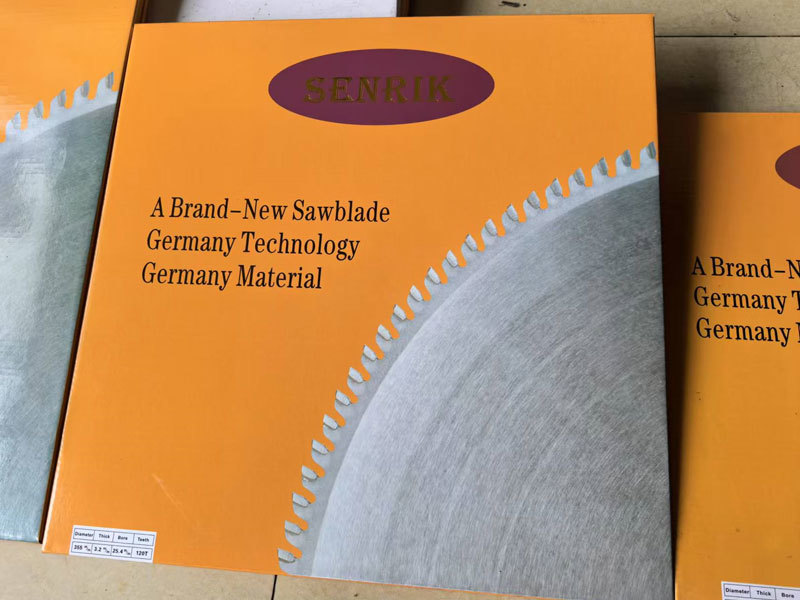 SENRIK
A Brand-New Sawblade
Germany Technology
Germany Material
Diameter Thick Bore Teeth
355 m/m 3.2 m/m 25.4 m/m 120T
A Brand-N
Germany T
Germany
Diameter Thick Bore